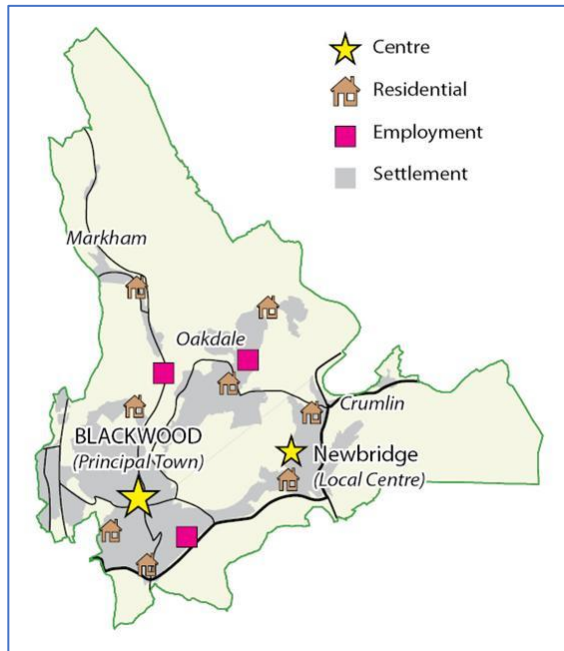 Centre
Residential
Employment
Settlement
Markham
Oakdale
Crumlin
BLACKWOOD
(Principal Town)
Newbridge
(Local Centre)